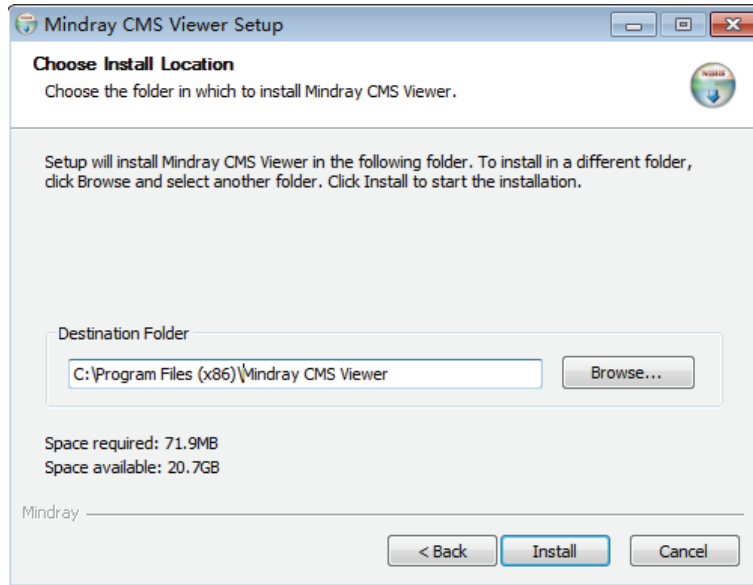 Mindray CMS Viewer Setup
Choose Install Location
Choose the folder in which to install Mindray CMS Viewer.
Setup will install Mindray CMS Viewer in the following folder. To install in a different folder,
click Browse and select another folder. Click Install to start the installation.
Destination Folder
C:\Program Files (x86)\Mindray CMS Viewer
Browse...
Space required: 71.9MB
Space available: 20.7GB
Mindray
< Back
Install
Cancel